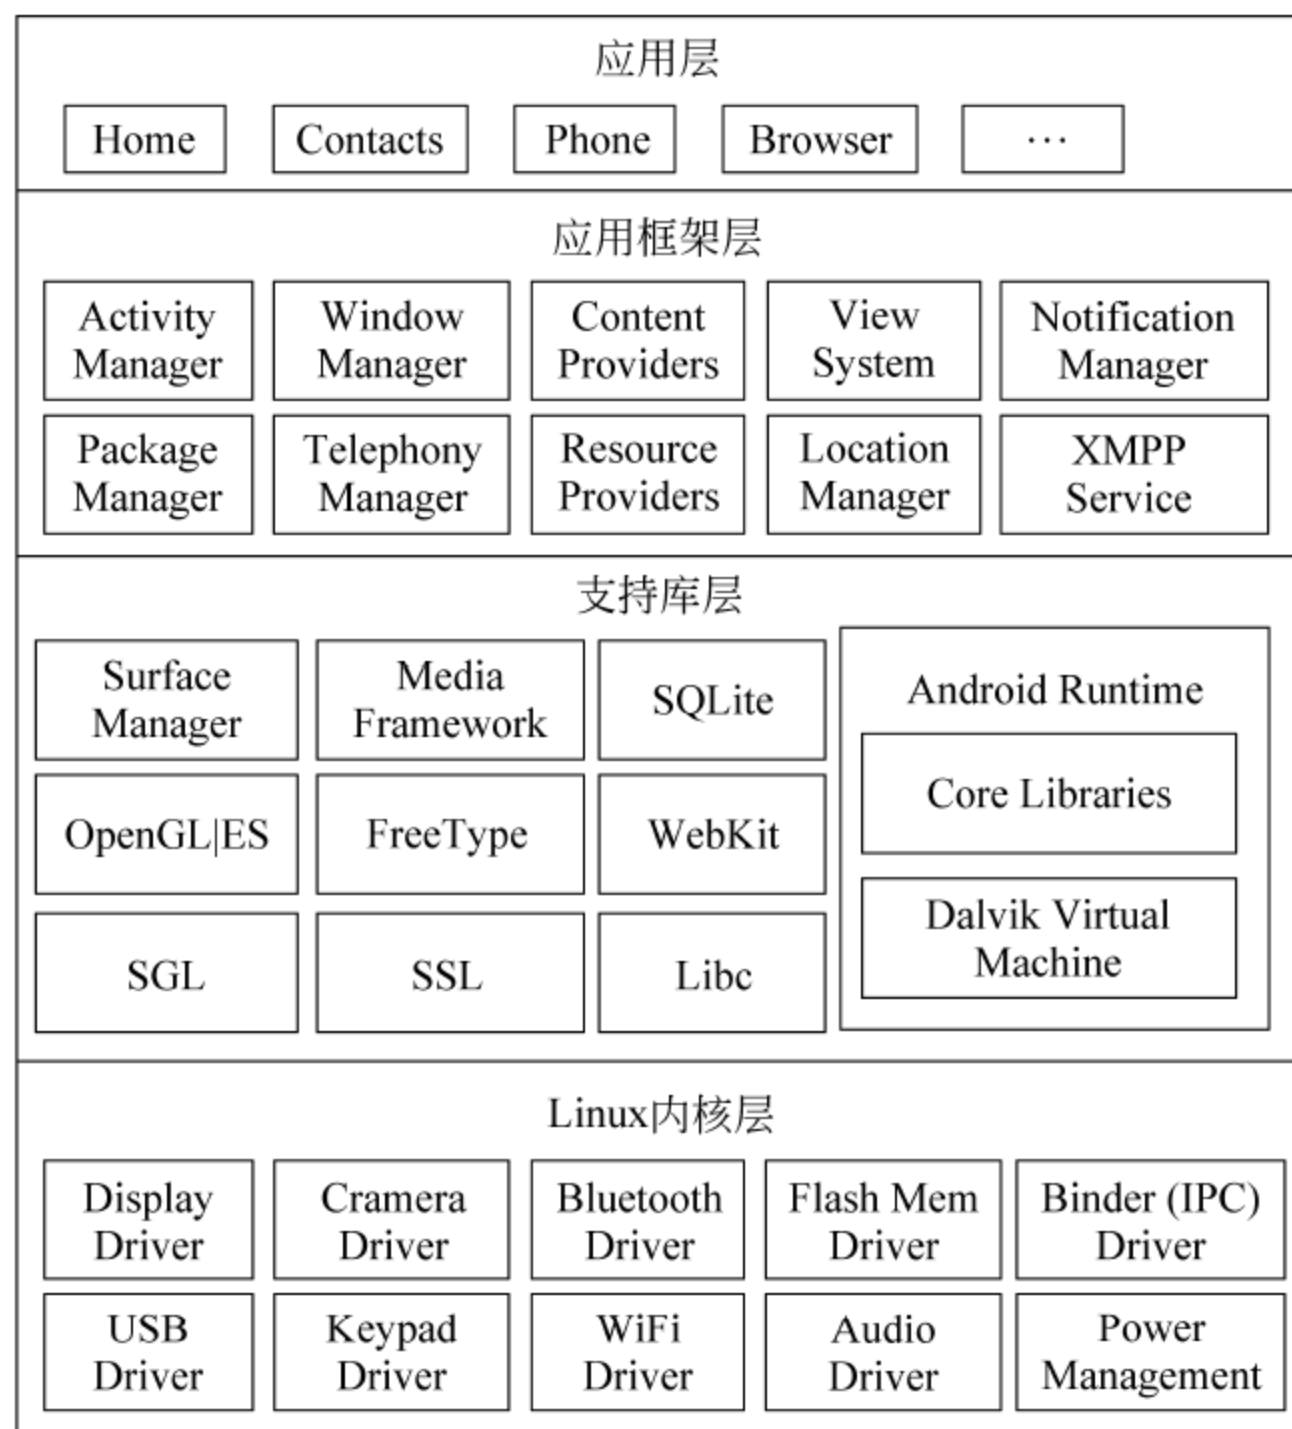 应用层
Home
Contacts
Phone
Browser
…
应用框架层
Activity
Manager
Window
Manager
Content
Providers
View
System
Notification
Manager
Package
Manager
Telephony
Manager
Resource
Providers
Location
Manager
XMPP
Service
支持库层
Surface
Manager
Media
Framework
SQLite
OpenGL|ES
FreeType
WebKit
SGL
SSL
Libc
Android Runtime
Core Libraries
Dalvik Virtual
Machine
Linux内核层
Display
Driver
Cramera
Driver
Bluetooth
Driver
Flash Mem
Driver
Binder (IPC)
Driver
USB
Driver
Keypad
Driver
WiFi
Driver
Audio
Driver
Power
Management